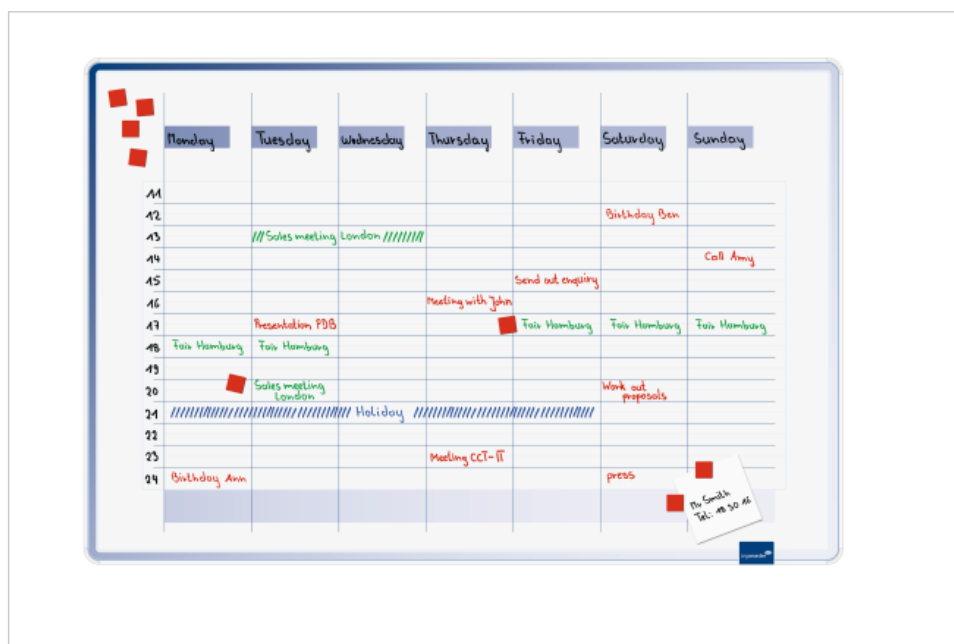 Monday Tuesday Wednesday Thursday Friday Saturday Sunday
11
12 Birthday Ben
13 /// Sales meeting London /////////
14 Call Amy
15 Send out enquiry
16 Meeting with John
17 Presentation PDB Fair Hamburg Fair Hamburg Fair Hamburg
18 Fair Hamburg Fair Hamburg
19
20 Sales meeting Work out
London proposals
21 Holiday
22
23 Meeting CCT-II
24 Birthday Ann press
Mr Smith
Tel: 18 30 16